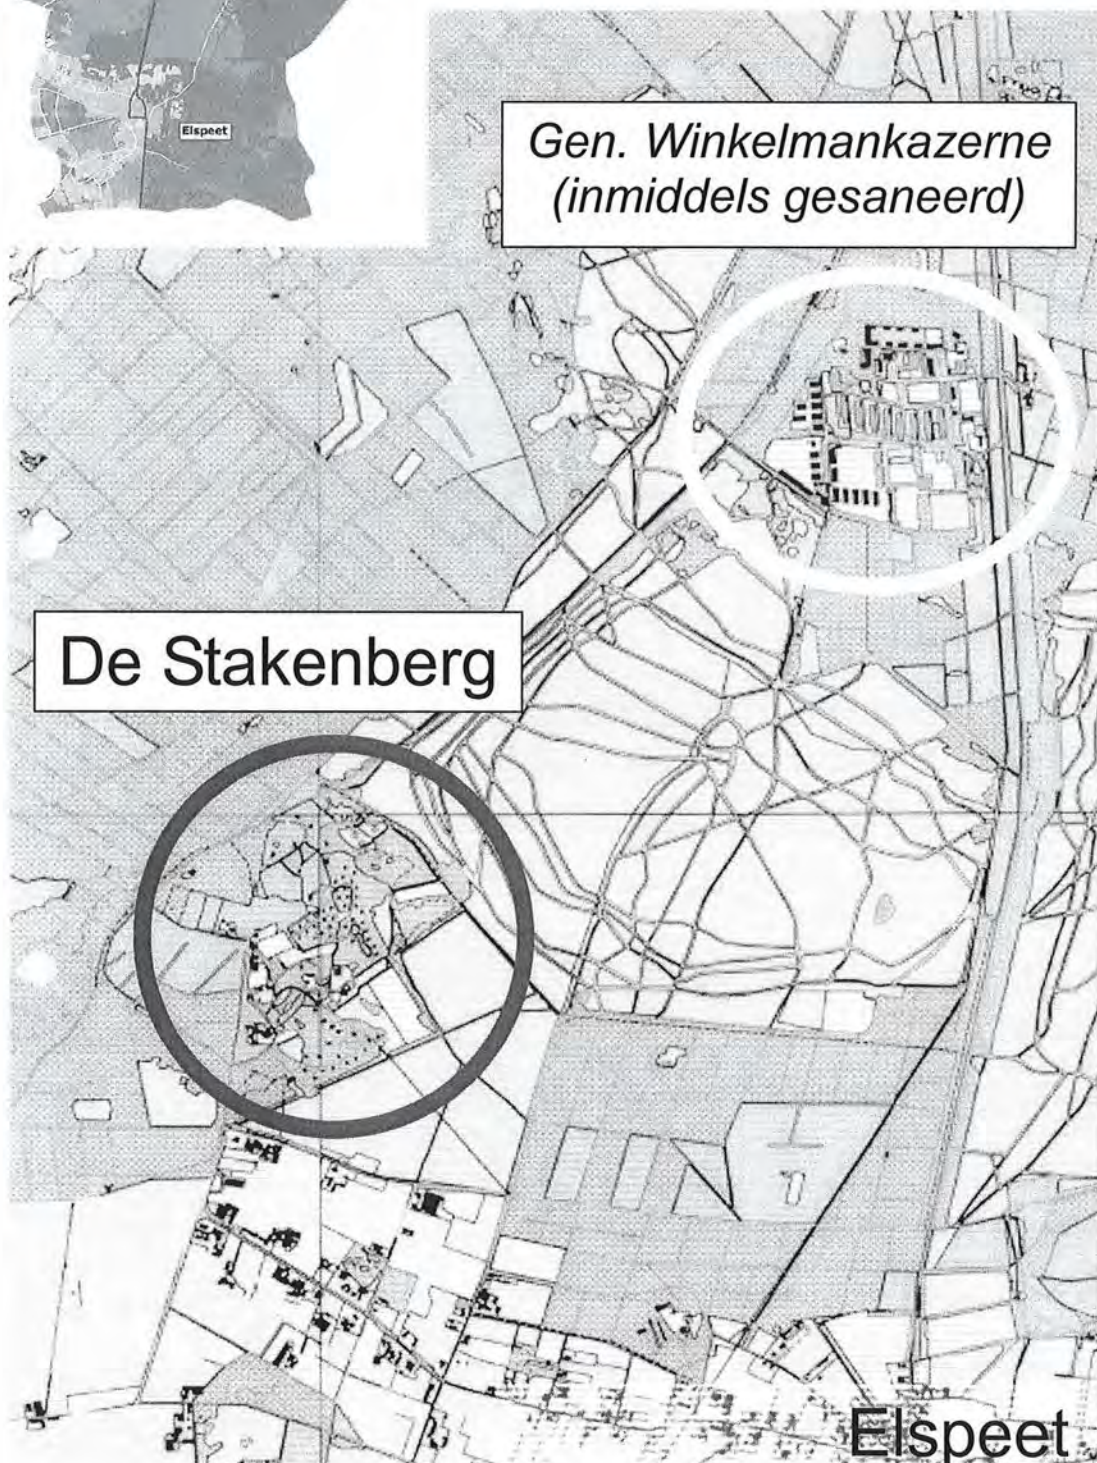 Elspeet
Gen. Winkelmankazerne
(inmiddels gesaneerd)
De Stakenberg
Elspeet